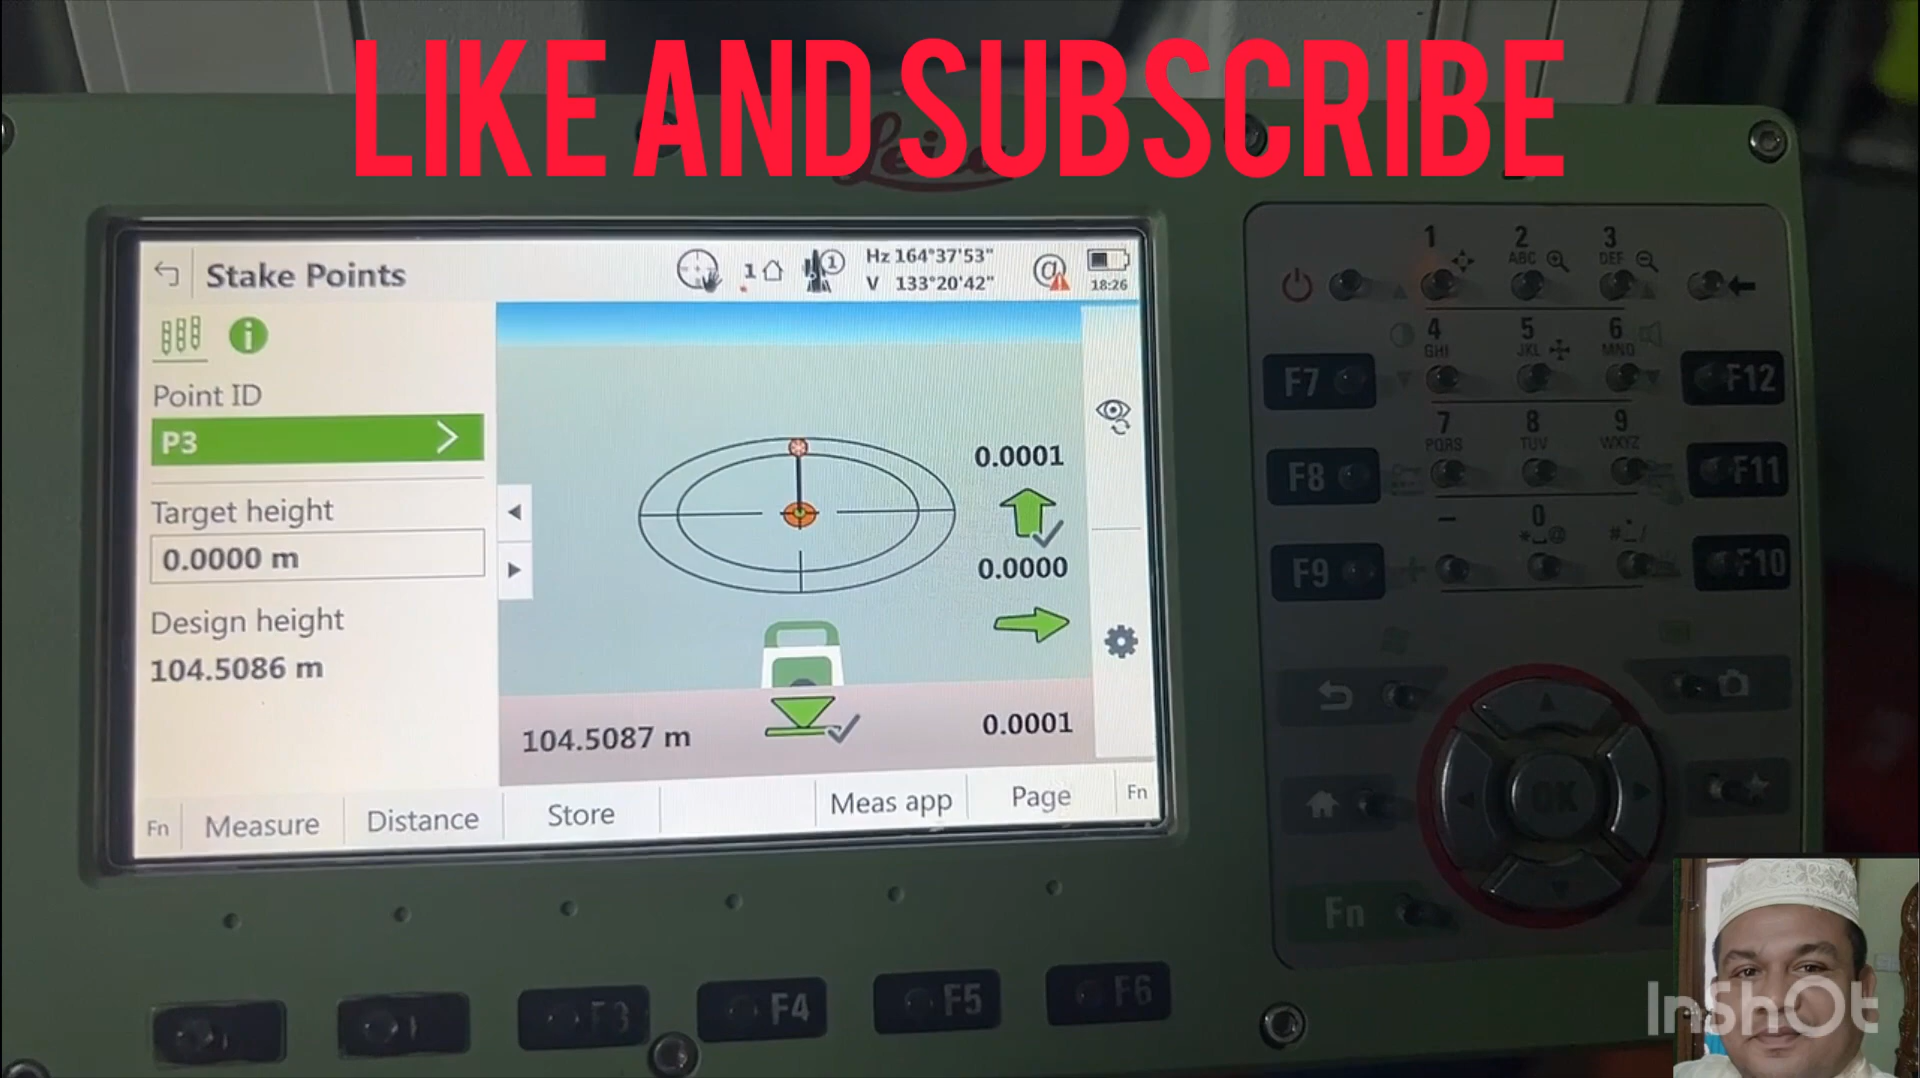 LIKE AND SUBSCRIBE
Leica
Stake Points
1
1
Hz 164°37'53"
V 133°20'42"
18:26
Point ID
P3
Target height
0.0000 m
Design height
104.5086 m
0.0001
0.0000
104.5087 m
0.0001
Fn
Measure
Distance
Store
Meas app
Page
Fn
1 2 3
ABC DEF
4 5 6
GHI JKL MNO
7 8 9
PQRS TUV WXYZ
- 0
*␣@ #./
F7
F8
F9
F12
F11
F10
OK
Fn
F3
F4
F5
F6
InShOt